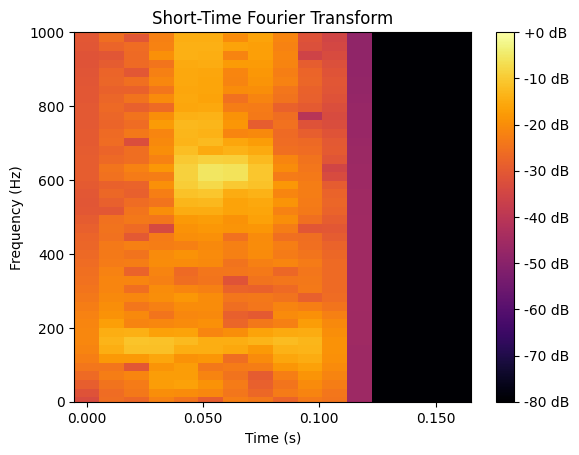 Short-Time Fourier Transform
1000
800
600
400
200
0
Frequency (Hz)
0.000
0.050
0.100
0.150
Time (s)
+0 dB
-10 dB
-20 dB
-30 dB
-40 dB
-50 dB
-60 dB
-70 dB
-80 dB